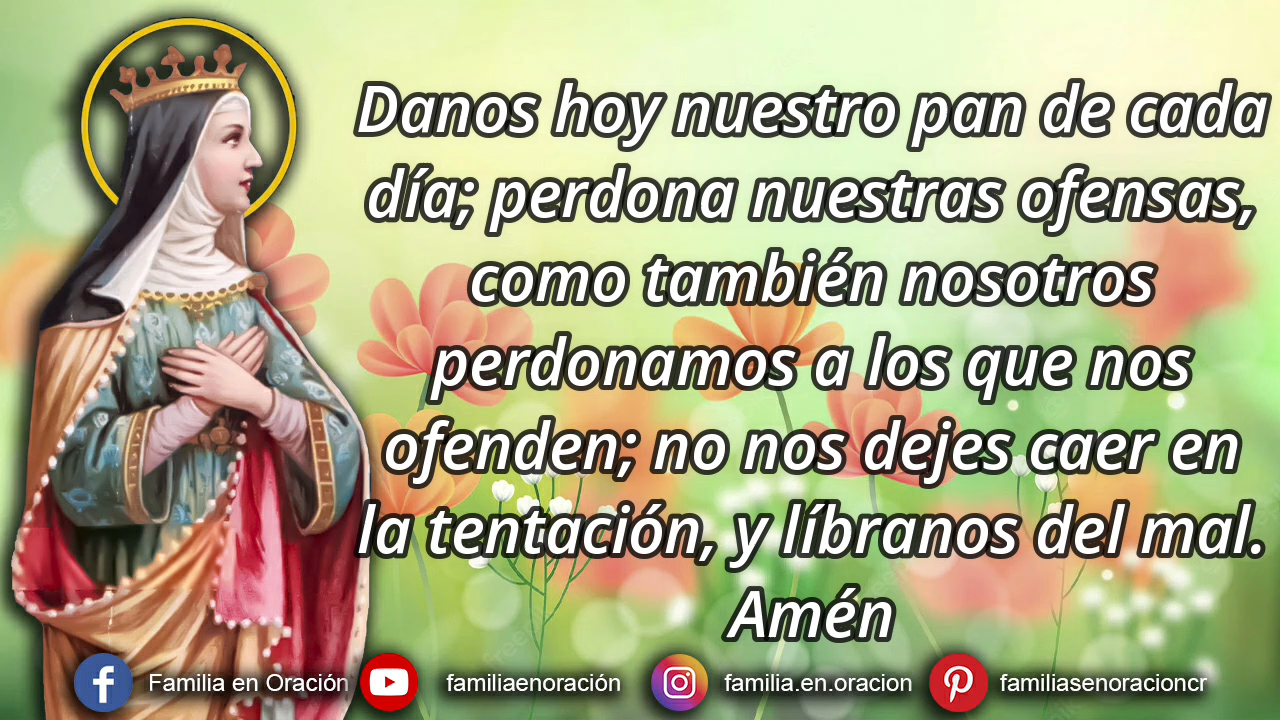 Danos hoy nuestro pan de cada
día; perdona nuestras ofensas,
como también nosotros
perdonamos a los que nos
ofenden; no nos dejes caer en
la tentación, y líbranos del mal.
Amén
Familia en Oración familiaenoración familia.en.oracion familiasenoracioncr